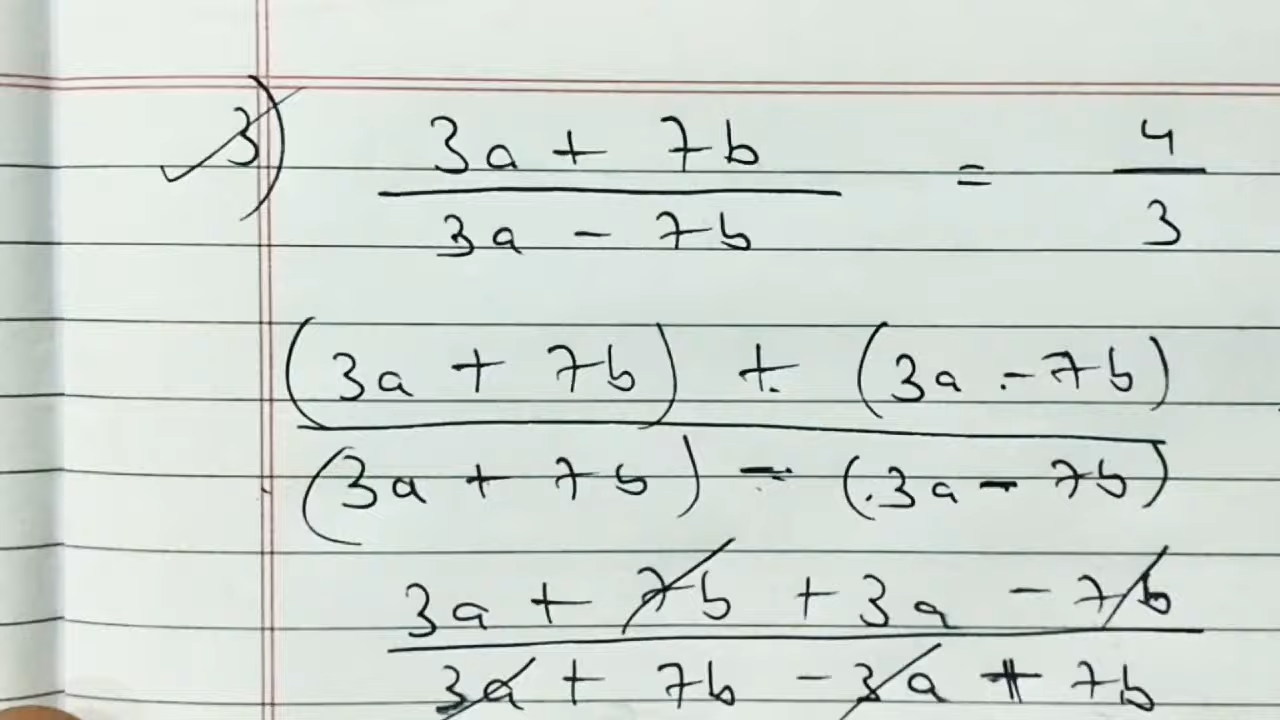 3) 3a + 7b / 3a - 7b = 4 / 3
(3a + 7b) + (3a - 7b) / (3a + 7b) - (3a - 7b)
3a + 7b + 3a - 7b / 3a + 7b - 3a + 7b